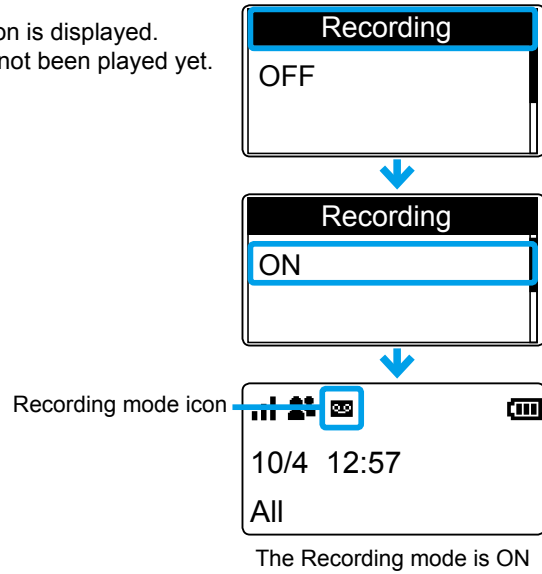 on is displayed.
not been played yet.
Recording
OFF
Recording
ON
Recording mode icon
10/4 12:57
All
The Recording mode is ON